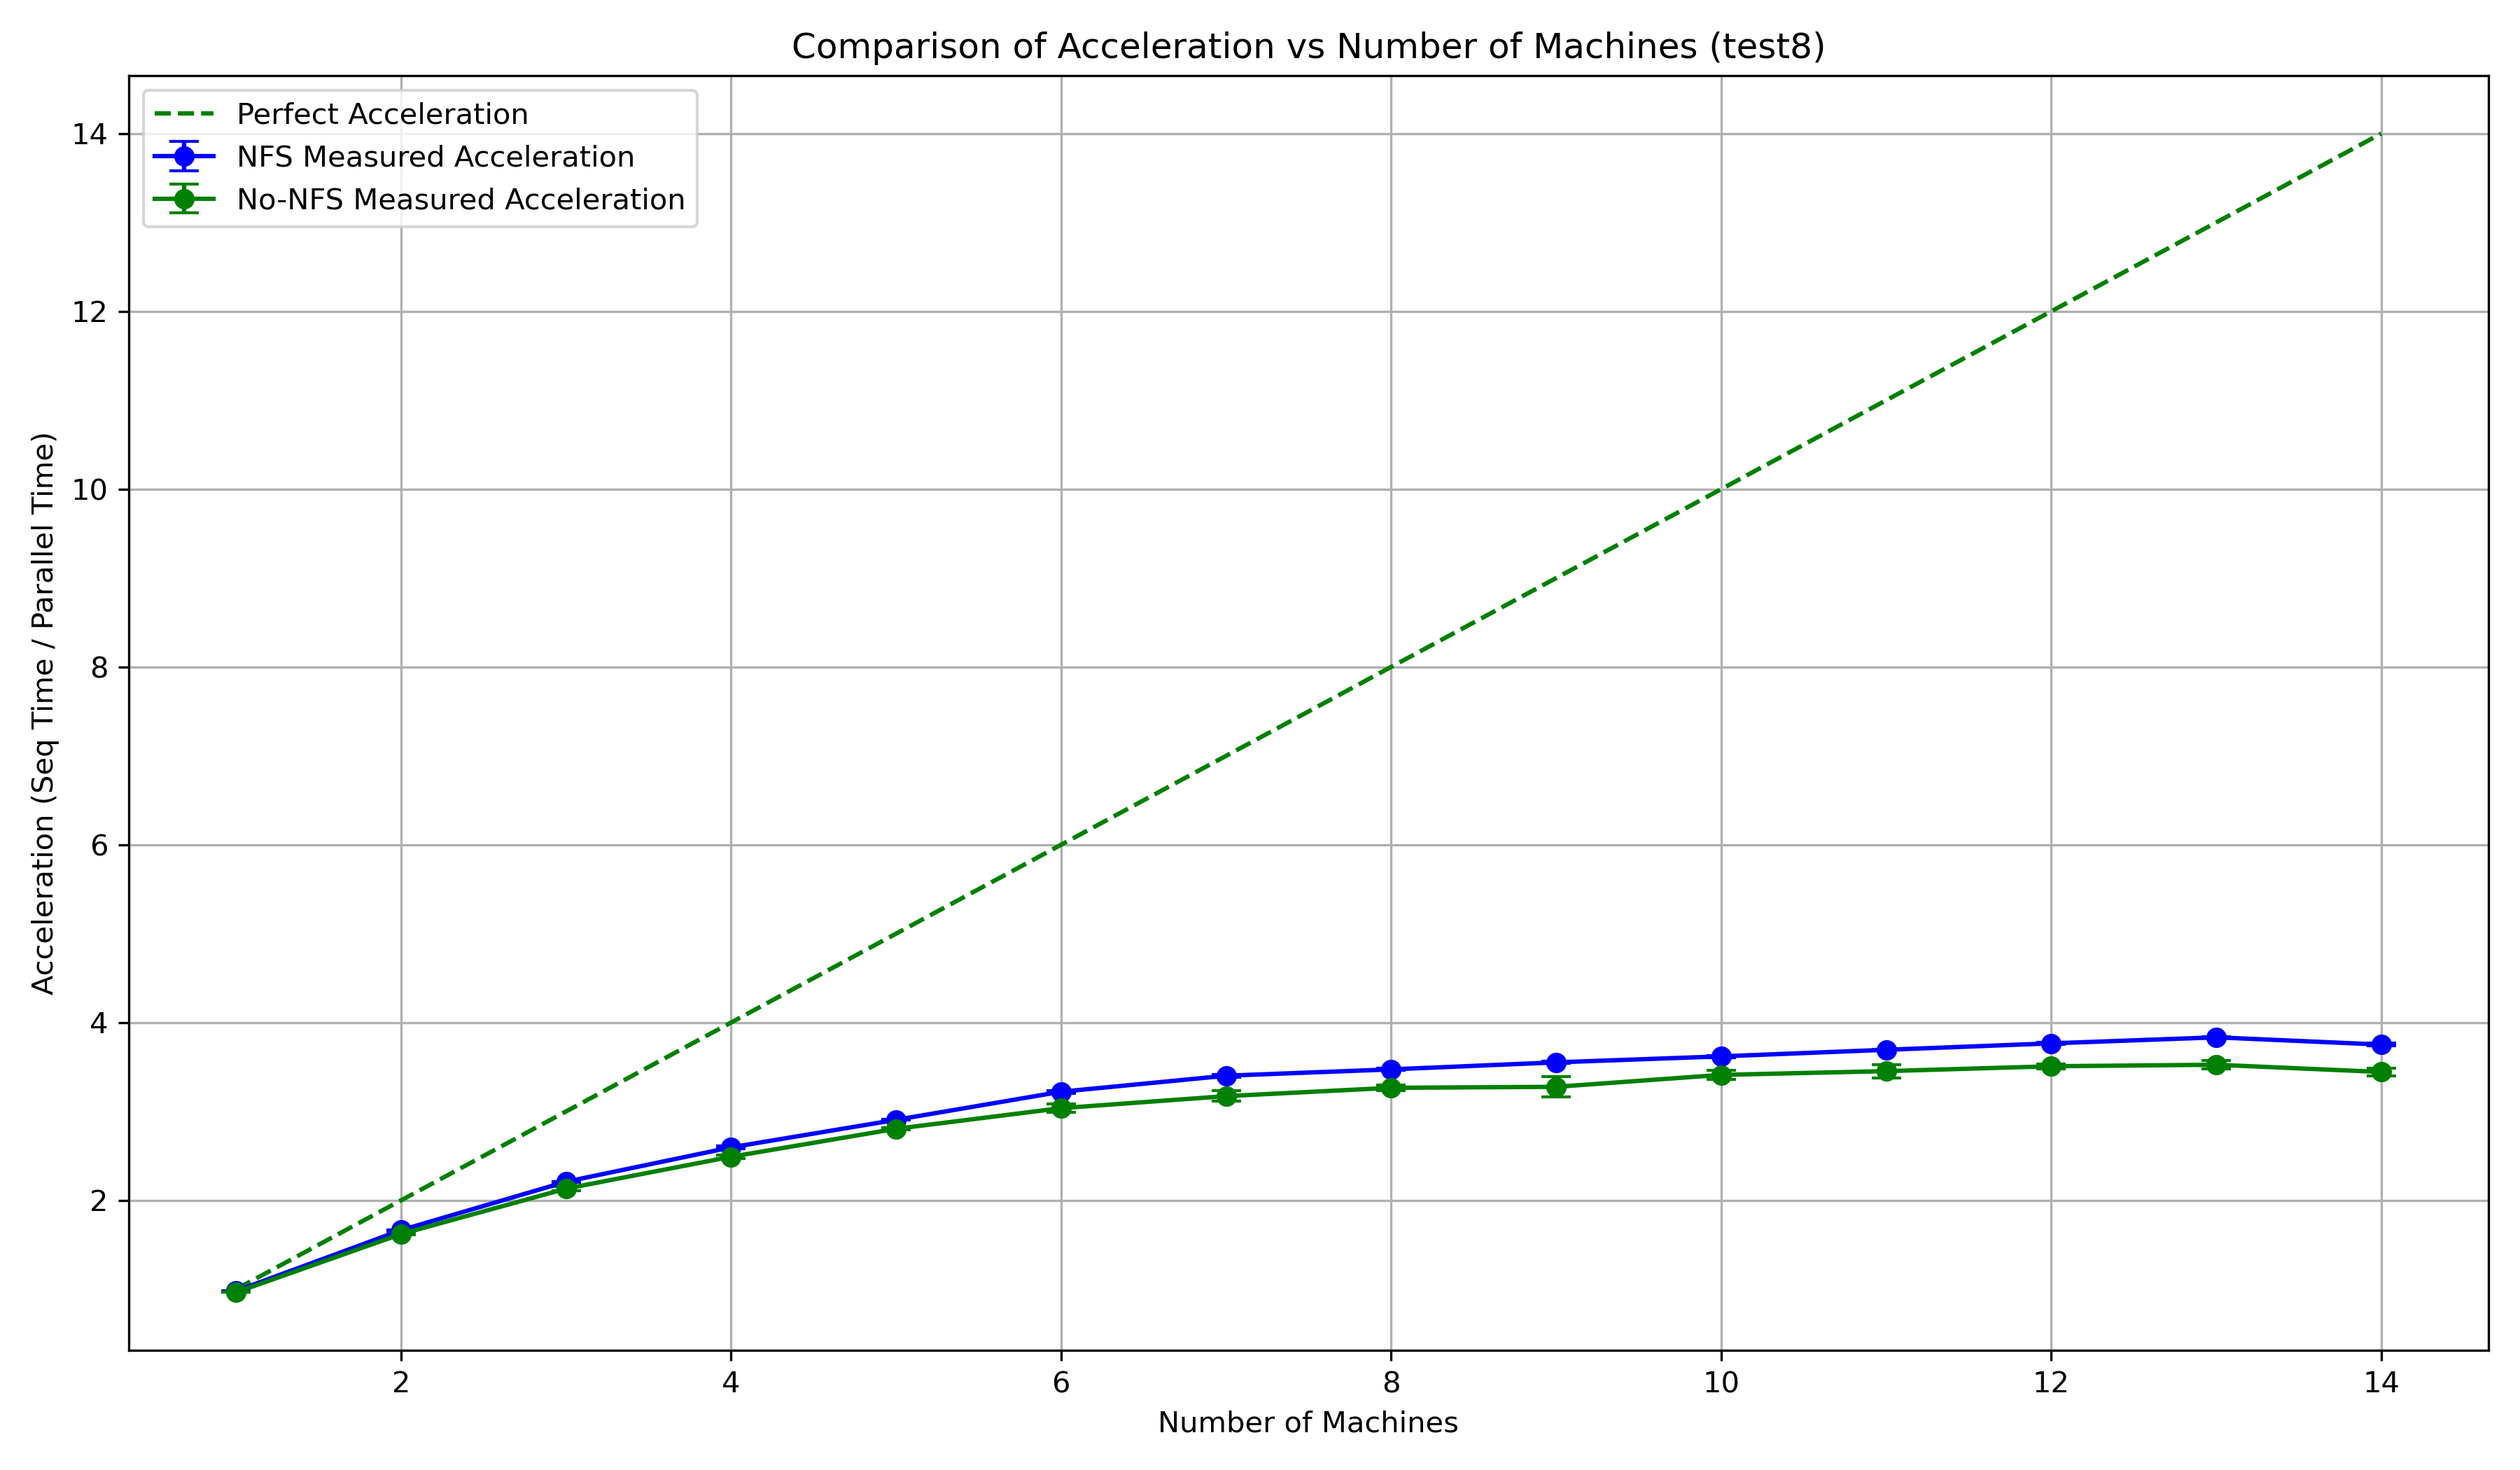 Comparison of Acceleration vs Number of Machines (test8)
Perfect Acceleration
NFS Measured Acceleration
No-NFS Measured Acceleration
Acceleration (Seq Time / Parallel Time)
14
12
10
8
6
4
2
2 4 6 8 10 12 14
Number of Machines